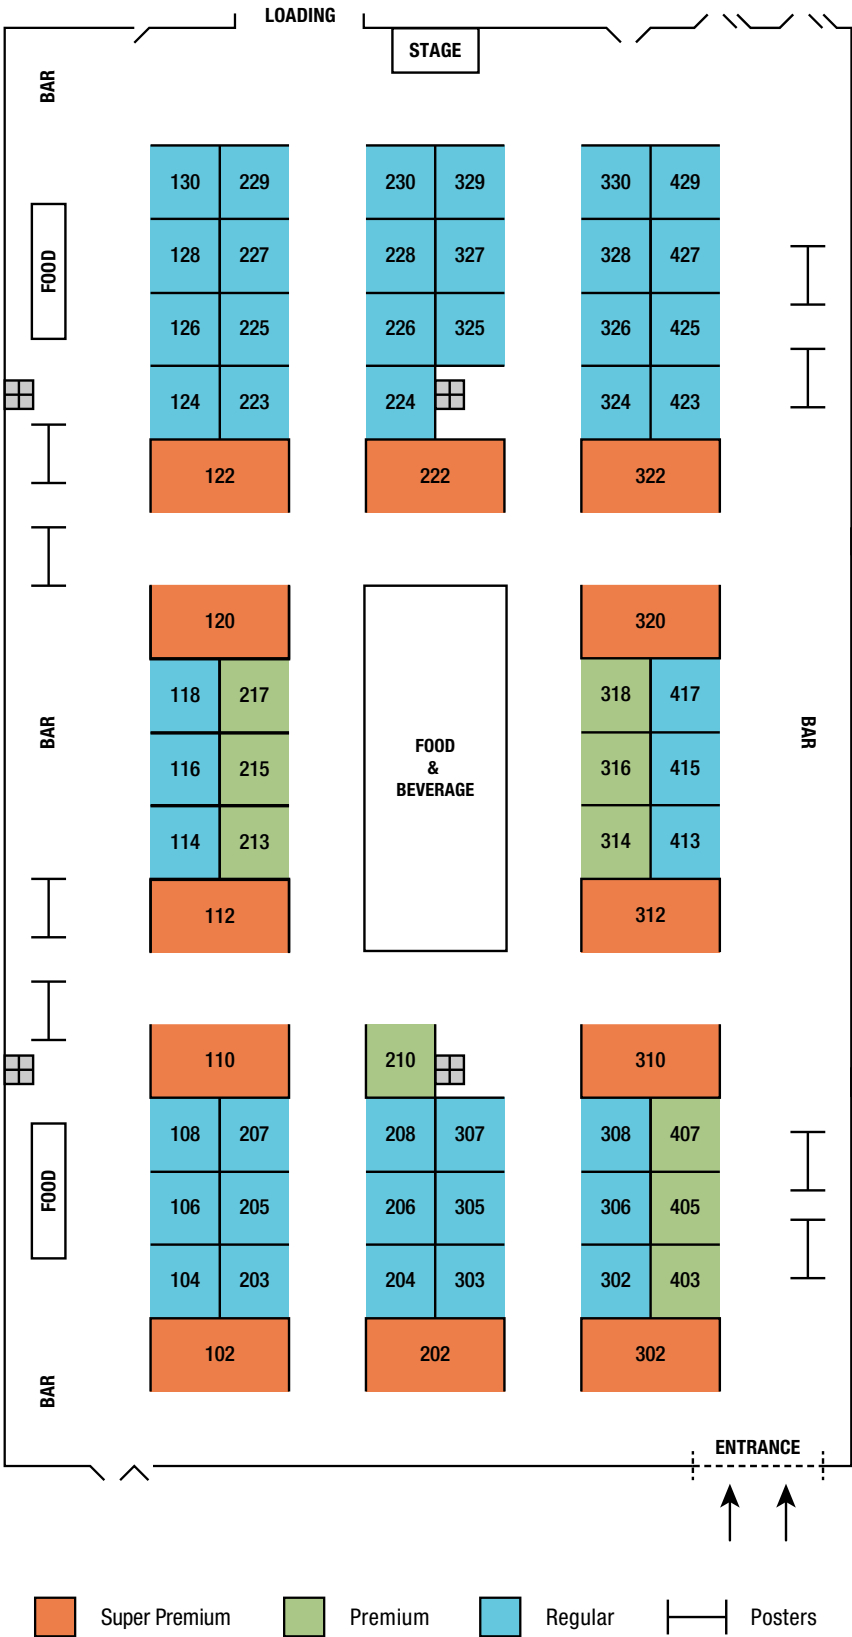 LOADING
STAGE
BAR
130 229 230 329 330 429
FOOD
128 227 228 327 328 427
126 225 226 325 326 425
124 223 224 324 423
122 222 322
120 320
118 217 318 417
BAR
FOOD
&
BEVERAGE
BAR
116 215 316 415
114 213 314 413
112 312
110 210 310
108 207 208 307 308 407
FOOD
106 205 206 305 306 405
104 203 204 303 302 403
102 202 302
BAR
ENTRANCE
Super Premium Premium Regular Posters